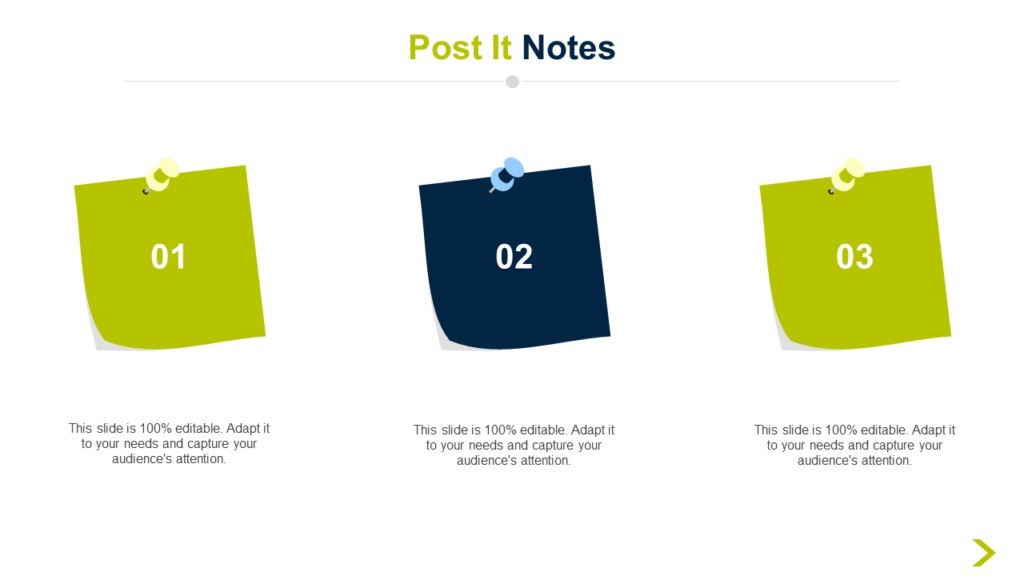 Post It Notes
01
02
03
This slide is 100% editable. Adapt it
to your needs and capture your
audience's attention.
This slide is 100% editable. Adapt it
to your needs and capture your
audience's attention.
This slide is 100% editable. Adapt it
to your needs and capture your
audience's attention.